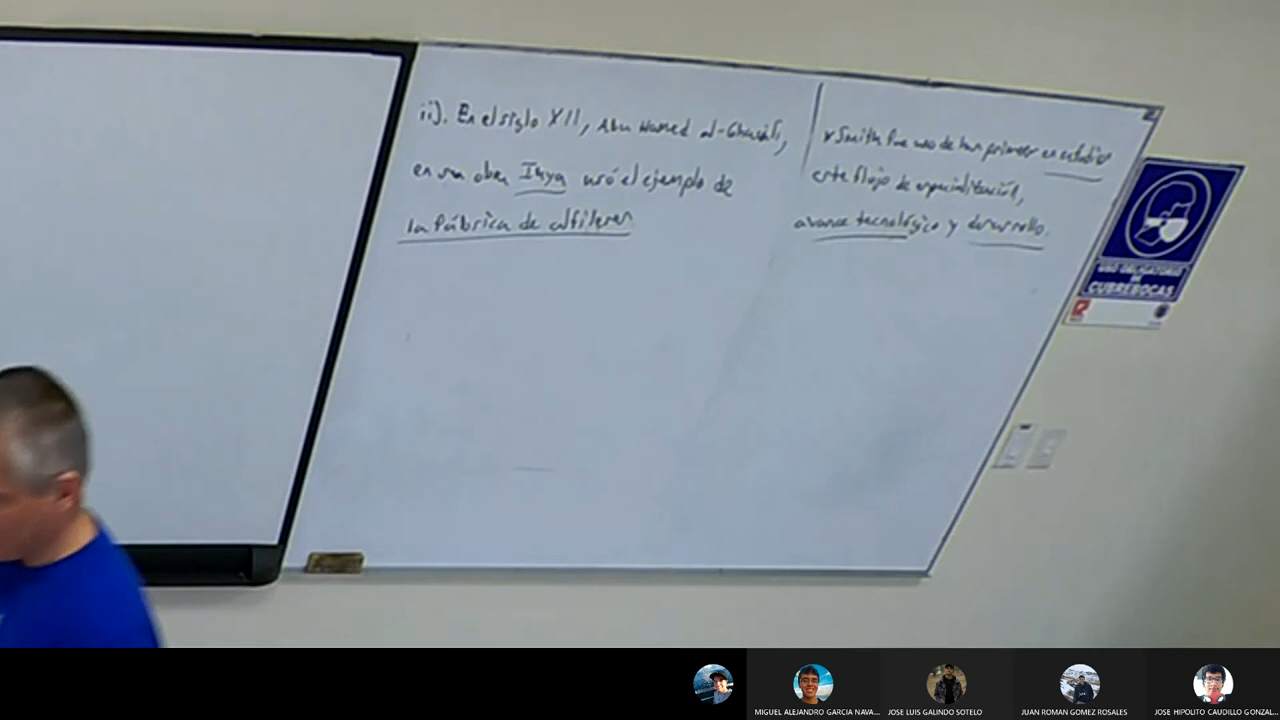 ii). En el siglo XII, Abu Hamed al-Ghazali,
en su obra Inya usó el ejemplo de
la fábrica de alfileres.
* Smith fue uno de los primeros en estudiar
este flujo de especialización,
avance tecnológico y desarrollo.
USO OBLIGATORIO
DE
CUBREBOCAS
MIGUEL ALEJANDRO GARCIA NAVA...
JOSE LUIS GALINDO SOTELO
JUAN ROMAN GOMEZ ROSALES
JOSE HIPOLITO CAUDILLO GONZAL...